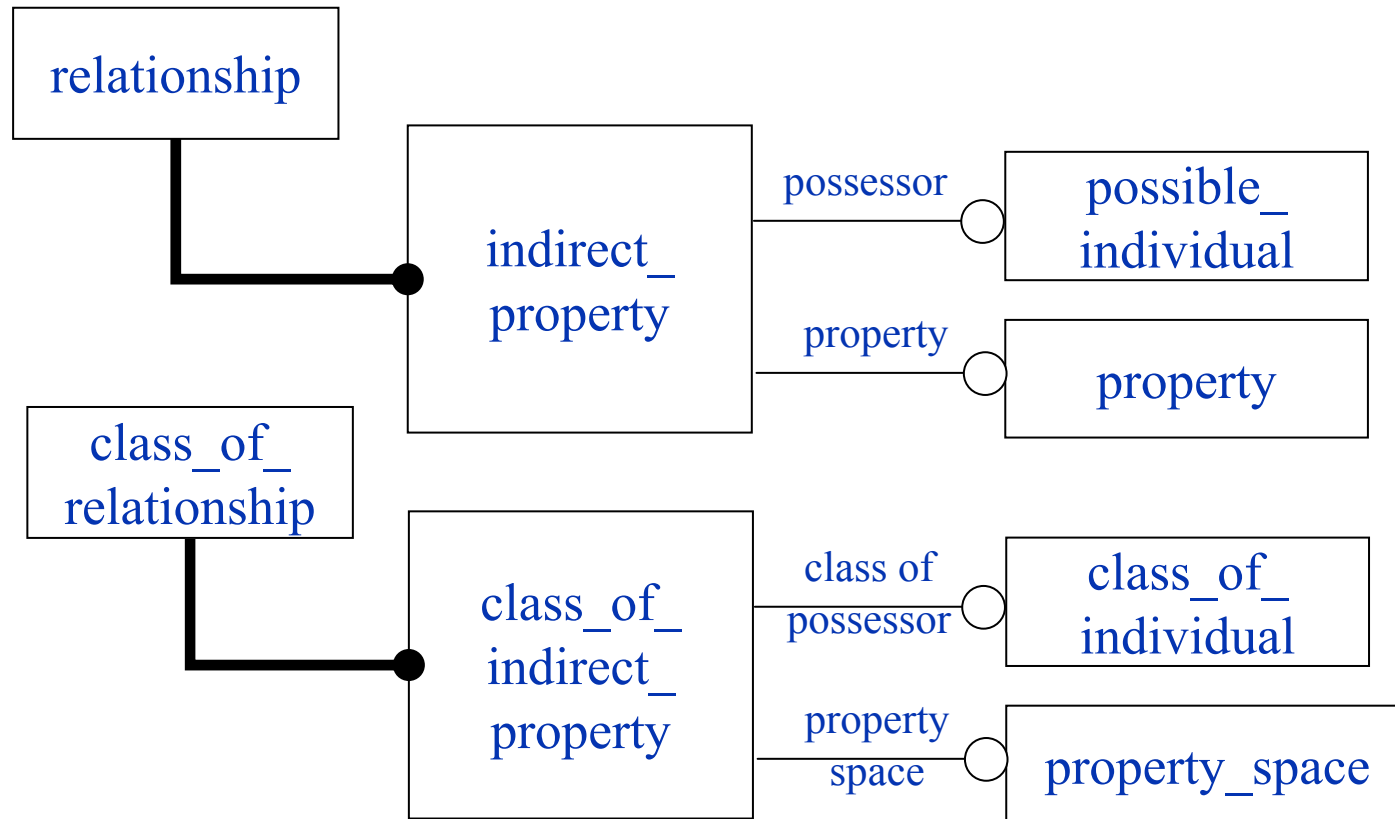 relationship
indirect_
property
possessor
possible_
individual
property
property
class_of_
relationship
class_of_
indirect_
property
class of
possessor
class_of_
individual
property
space
property_space